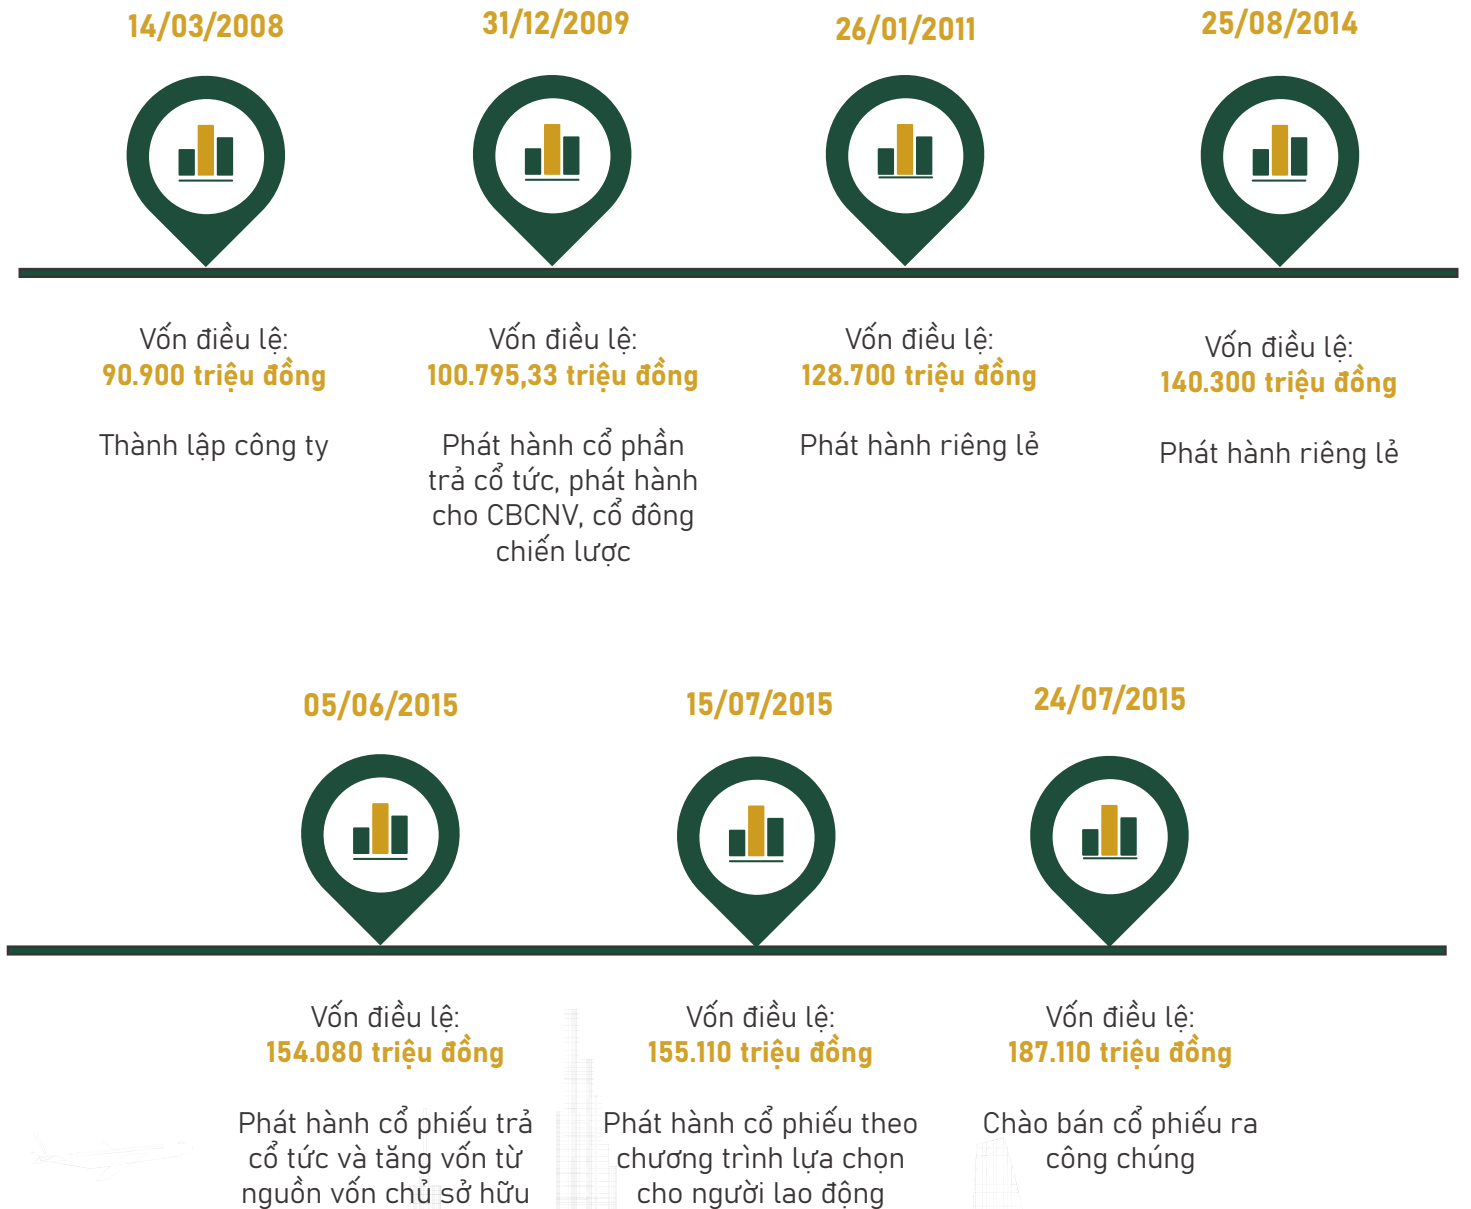 14/03/2008
31/12/2009
26/01/2011
25/08/2014
Vốn điều lệ:
90.900 triệu đồng
Thành lập công ty
Vốn điều lệ:
100.795,33 triệu đồng
Phát hành cổ phần
trả cổ tức, phát hành
cho CBCNV, cổ đông
chiến lược
Vốn điều lệ:
128.700 triệu đồng
Phát hành riêng lẻ
Vốn điều lệ:
140.300 triệu đồng
Phát hành riêng lẻ
05/06/2015
15/07/2015
24/07/2015
Vốn điều lệ:
154.080 triệu đồng
Phát hành cổ phiếu trả
cổ tức và tăng vốn từ
nguồn vốn chủ sở hữu
Vốn điều lệ:
155.110 triệu đồng
Phát hành cổ phiếu theo
chương trình lựa chọn
cho người lao động
Vốn điều lệ:
187.110 triệu đồng
Chào bán cổ phiếu ra
công chúng